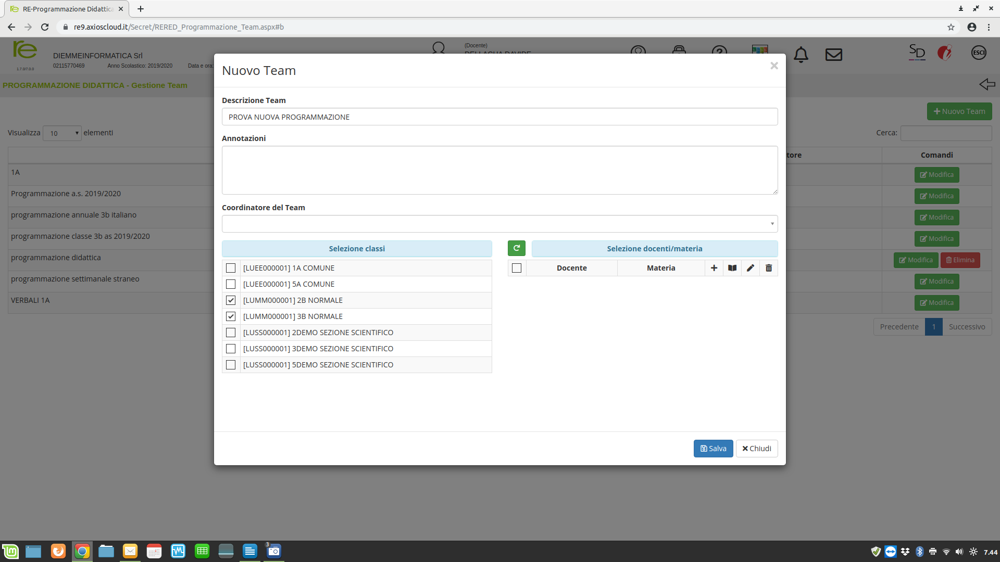 RE-Programmazione Didattica
re9.axioscloud.it/Secret/RERED_Programmazione_Team.aspx#b
re
1.7.0/7.0.0
DIEMMEINFORMATICA Srl
02115770469 Anno Scolastico: 2019/2020 Data e ora:
(Docente)
SD
ESCI
PROGRAMMAZIONE DIDATTICA - Gestione Team
Nuovo Team
Visualizza 10 elementi
Cerca:
tore Comandi
1A Modifica
Programmazione a.s. 2019/2020 Modifica
programmazione annuale 3b italiano Modifica
programmazione classe 3b as 2019/2020 Modifica
programmazione didattica Modifica Elimina
programmazione settimanale straneo Modifica
VERBALI 1A Modifica
Precedente 1 Successivo
Nuovo Team
Descrizione Team
PROVA NUOVA PROGRAMMAZIONE
Annotazioni
Coordinatore del Team
Selezione classi
[LUEE000001] 1A COMUNE
[LUEE000001] 5A COMUNE
[LUMM000001] 2B NORMALE
[LUMM000001] 3B NORMALE
[LUSS000001] 2DEMO SEZIONE SCIENTIFICO
[LUSS000001] 3DEMO SEZIONE SCIENTIFICO
[LUSS000001] 5DEMO SEZIONE SCIENTIFICO
Selezione docenti/materia
Docente Materia
Salva Chiudi
3
7.44